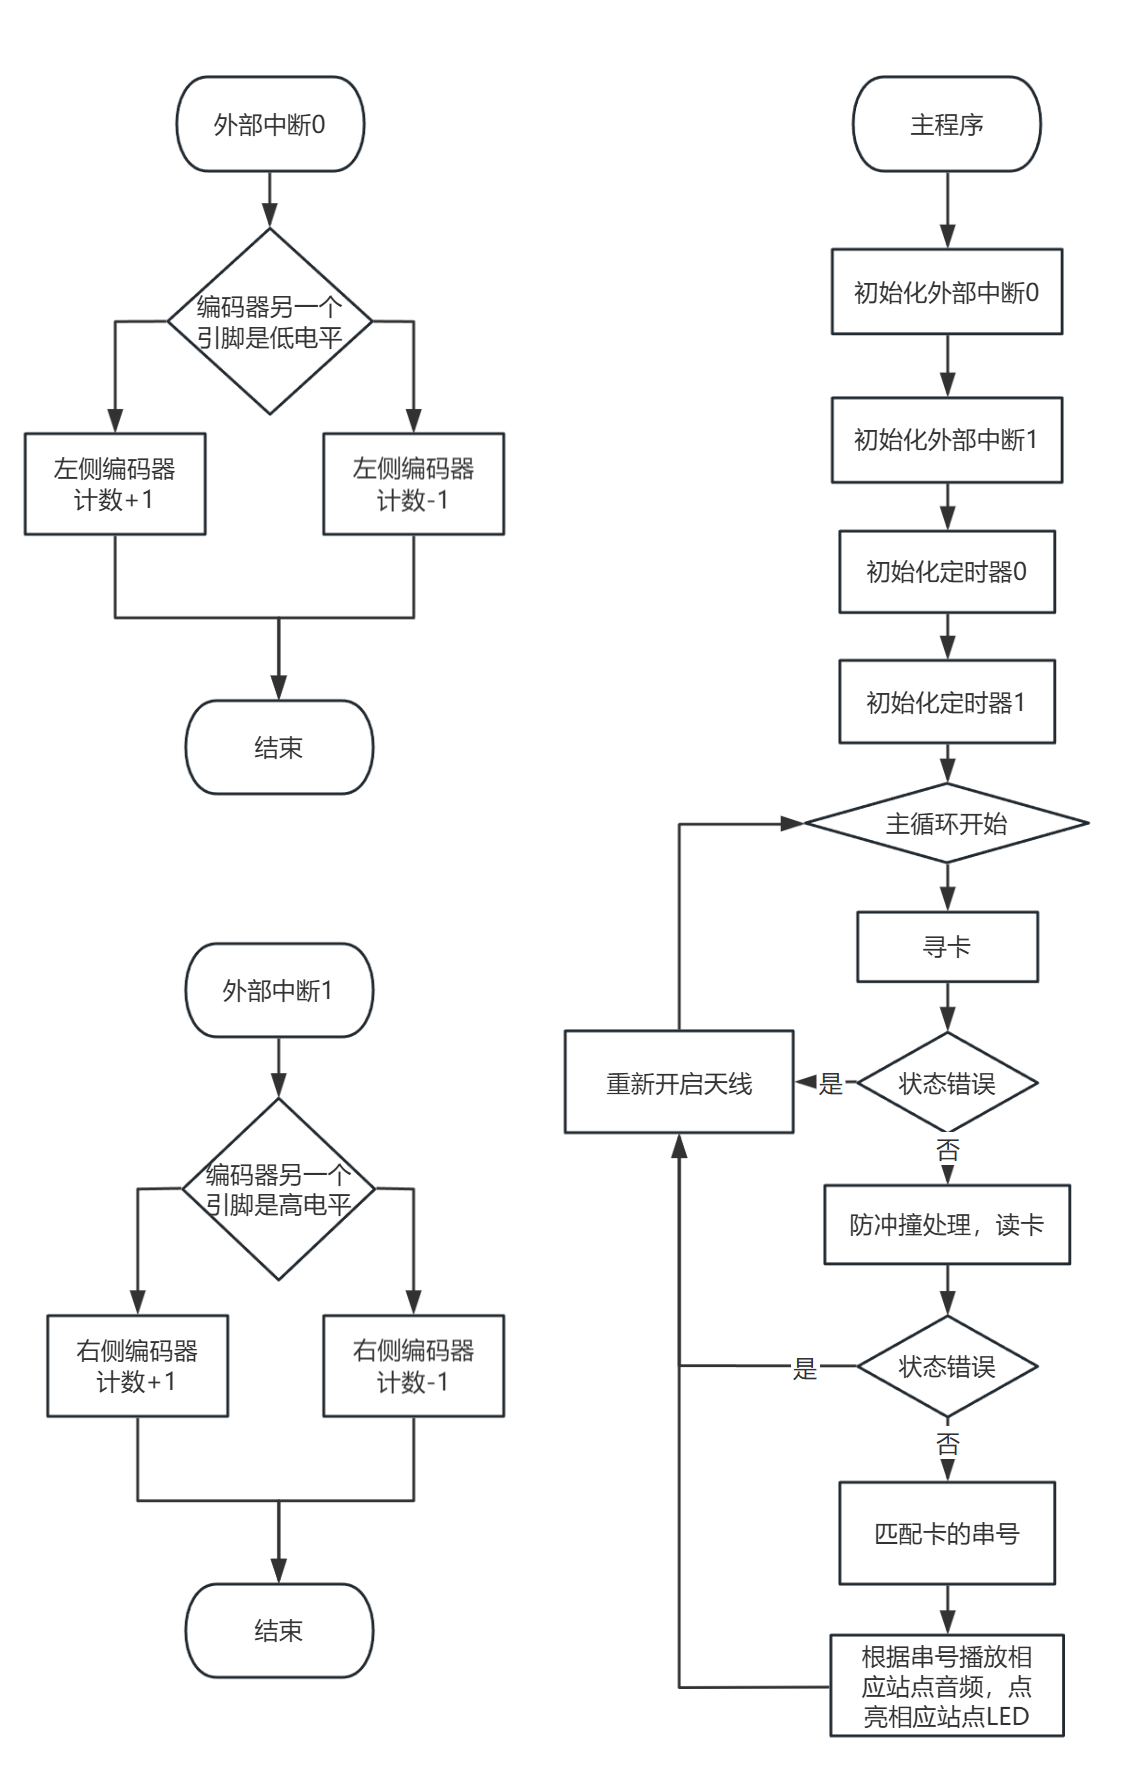 外部中断0
编码器另一个
引脚是低电平
左侧编码器
计数+1
左侧编码器
计数-1
结束
外部中断1
编码器另一个
引脚是高电平
右侧编码器
计数+1
右侧编码器
计数-1
结束
主程序
初始化外部中断0
初始化外部中断1
初始化定时器0
初始化定时器1
主循环开始
寻卡
状态错误
是
重新开启天线
否
防冲撞处理，读卡
状态错误
是
否
匹配卡的串号
根据串号播放相
应站点音频，点
亮相应站点LED